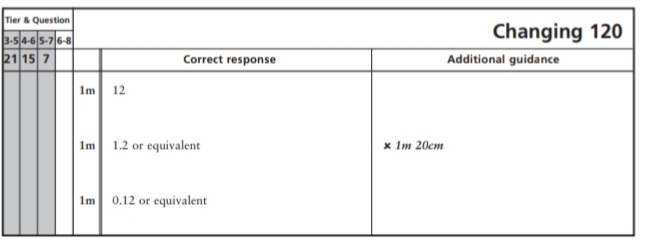 Tier & Question
Changing 120
3-5 4-6 5-7 6-8
21 15 7
Correct response
Additional guidance
1m 12
1m 1.2 or equivalent
× 1m 20cm
1m 0.12 or equivalent